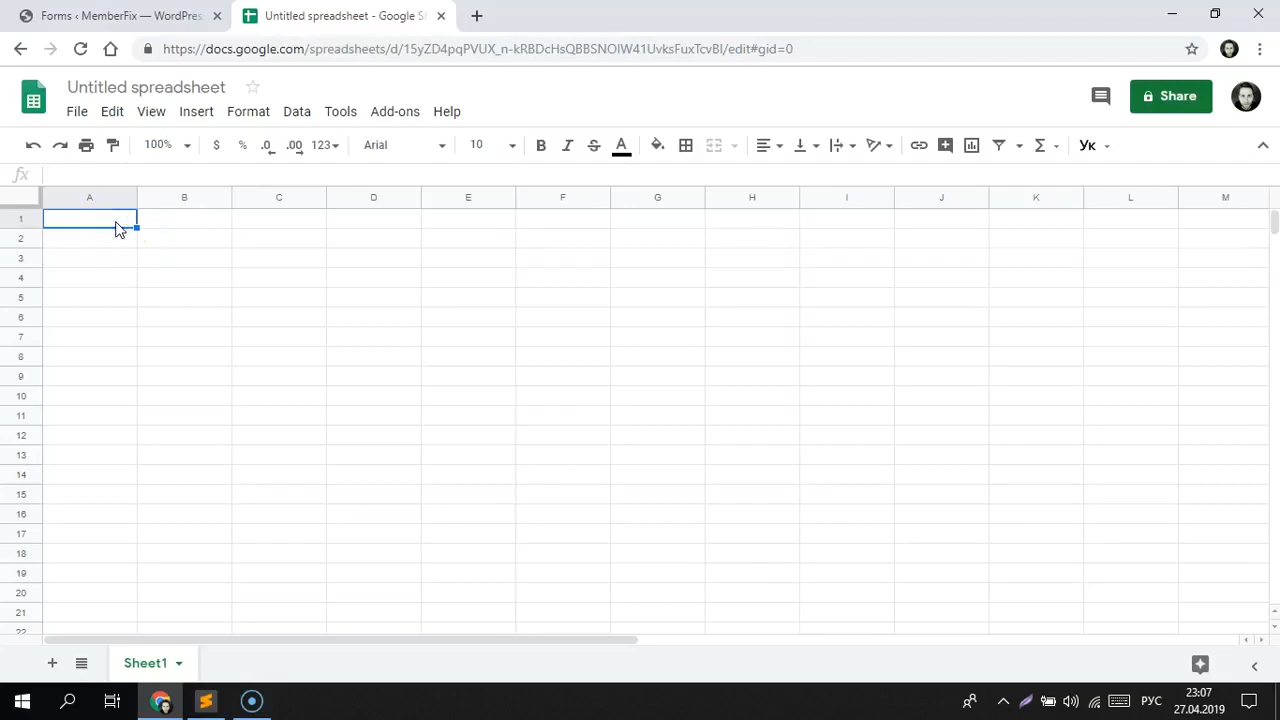 Forms ‹ MemberFix — WordPres
Untitled spreadsheet - Google S
https://docs.google.com/spreadsheets/d/15yZD4pqPVUX_n-kRBDcHsQBBSNOIW41UvksFuxTcvBI/edit#gid=0
Untitled spreadsheet
File Edit View Insert Format Data Tools Add-ons Help
Share
100% $ % .0 .00 123 Arial 10 B I S A Σ Ук
fx
A B C D E F G H I J K L M
1
2
3
4
5
6
7
8
9
10
11
12
13
14
15
16
17
18
19
20
21
22
+ Sheet1
РУС
23:07
27.04.2019